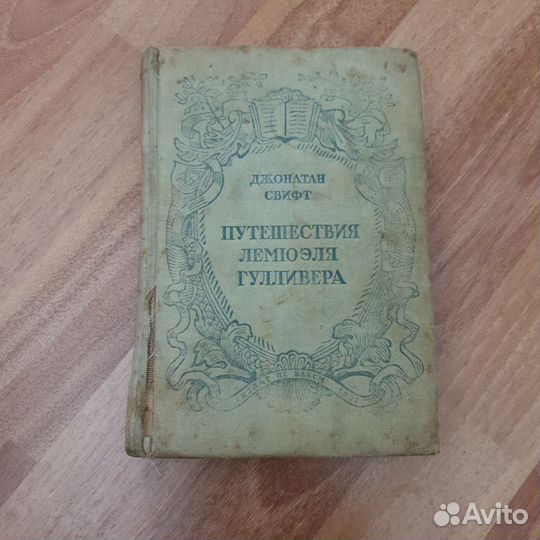 ДЖОНАТАН
СВИФТ
ПУТЕШЕСТВИЯ
ЛЕМЮЭЛЯ
ГУЛЛИВЕРА
Avito